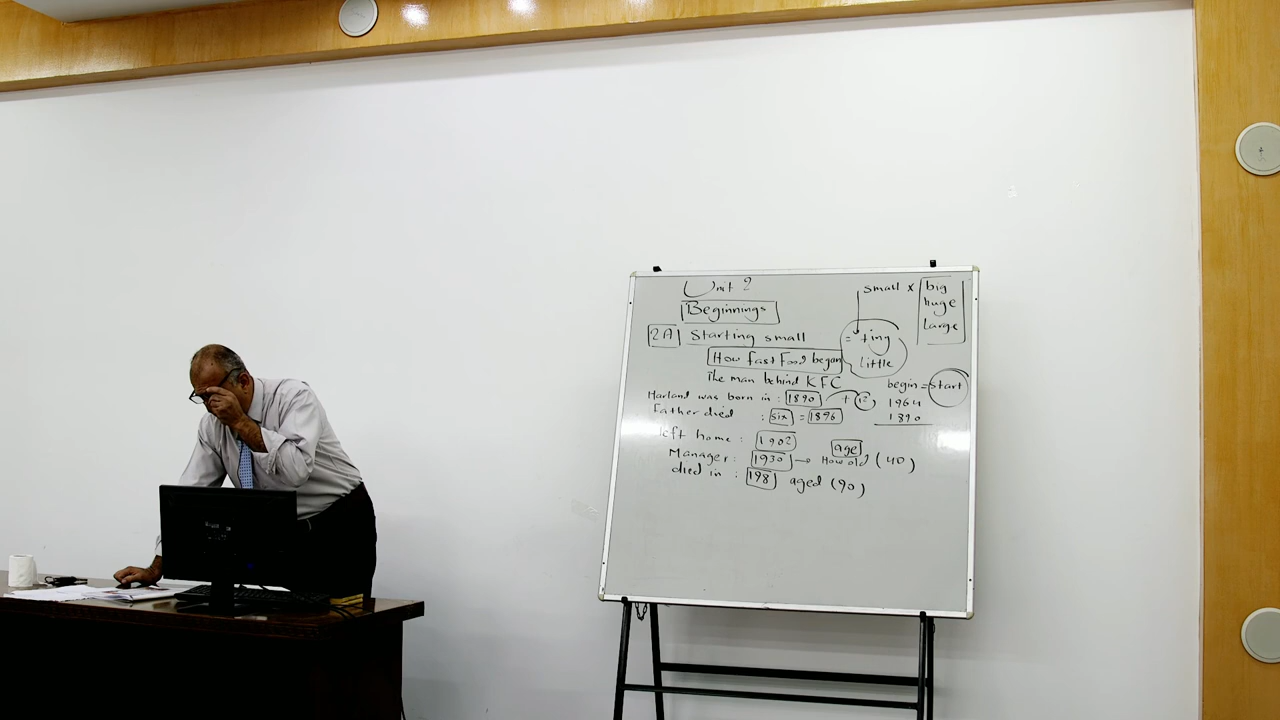 Unit 2
small × big
huge
Large
Beginnings
2A Starting small
= tiny
Little
How fast Food began
The man behind KFC
begin = start
Harland was born in : 1890 + 12
1964
1890
Father died : six = 1896
left home : 1902
age
Manager : 1930 → How old (40)
died in : 198 aged (90)